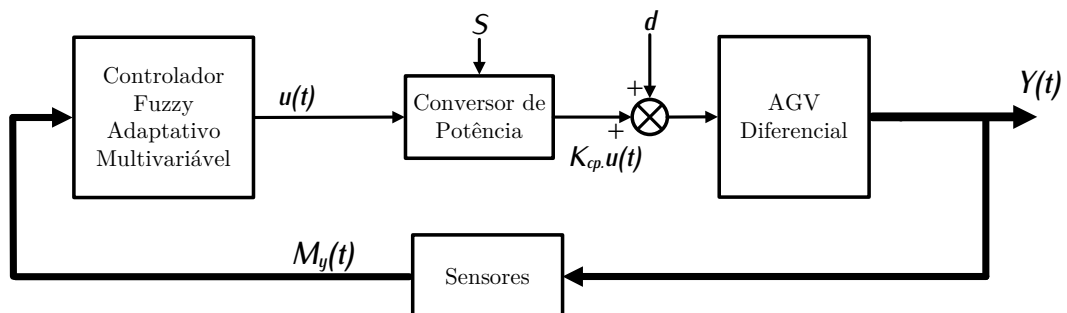 S
d
Controlador
Fuzzy
Adaptativo
Multivariável
u(t)
Conversor de
Potência
+
+
K_cp.u(t)
AGV
Diferencial
Y(t)
M_y(t)
Sensores